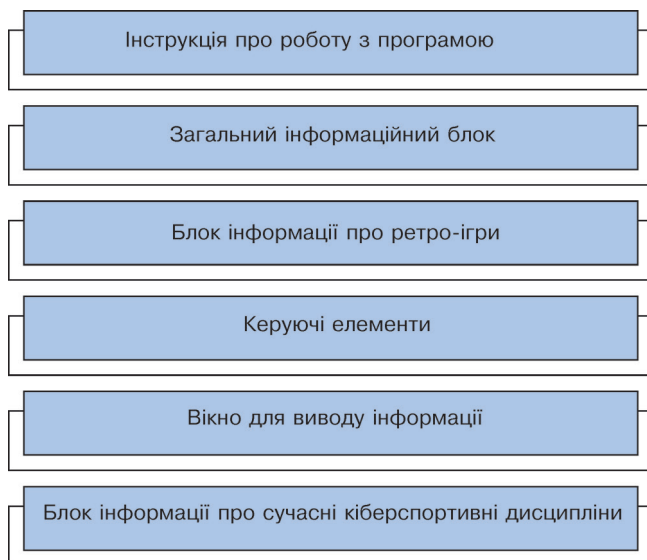 Інструкція про роботу з програмою
Загальний інформаційний блок
Блок інформації про ретро-ігри
Керуючі елементи
Вікно для виводу інформації
Блок інформації про сучасні кіберспортивні дисципліни